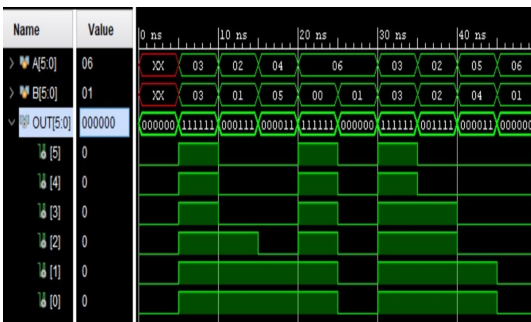 Name Value 0 ns 10 ns 20 ns 30 ns 40 ns
A[5:0] 06 XX 03 02 04 06 03 02 05 06
B[5:0] 01 XX 03 01 05 00 01 03 02 04 01
OUT[5:0] 000000 000000 111111 000111 000011 111111 000000 111111 001111 000011 000000
[5] 0
[4] 0
[3] 0
[2] 0
[1] 0
[0] 0